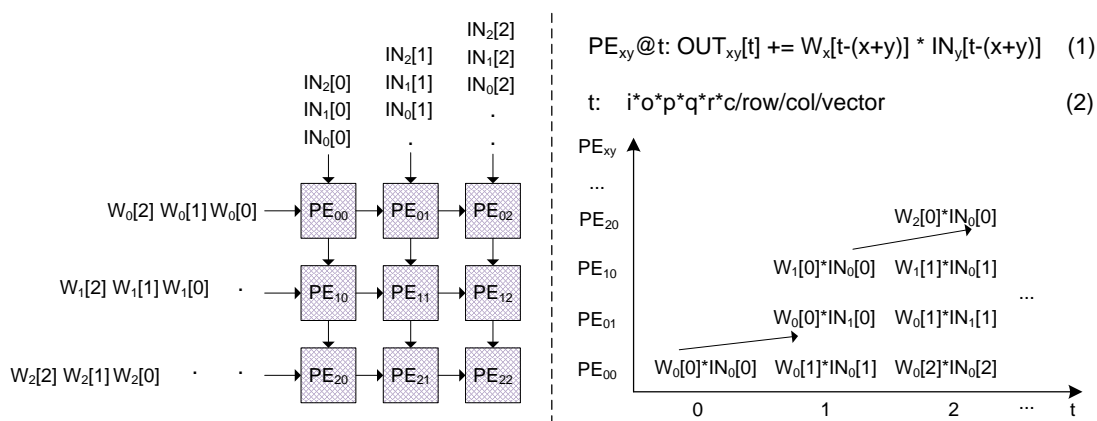 IN₂[2]
IN₂[1] IN₁[2]
IN₂[0] IN₁[1] IN₀[2]
IN₁[0] IN₀[1] .
IN₀[0] . .
W₀[2] W₀[1] W₀[0] PE₀₀ PE₀₁ PE₀₂
W₁[2] W₁[1] W₁[0] . PE₁₀ PE₁₁ PE₁₂
W₂[2] W₂[1] W₂[0] . . PE₂₀ PE₂₁ PE₂₂
PExy@t: OUTxy[t] += Wx[t-(x+y)] * INy[t-(x+y)] (1)
t: i*o*p*q*r*c/row/col/vector (2)
PExy
...
PE₂₀ W₂[0]*IN₀[0]
PE₁₀ W₁[0]*IN₀[0] W₁[1]*IN₀[1]
...
PE₀₁ W₀[0]*IN₁[0] W₀[1]*IN₁[1]
PE₀₀ W₀[0]*IN₀[0] W₀[1]*IN₀[1] W₀[2]*IN₀[2]
0 1 2 ... t